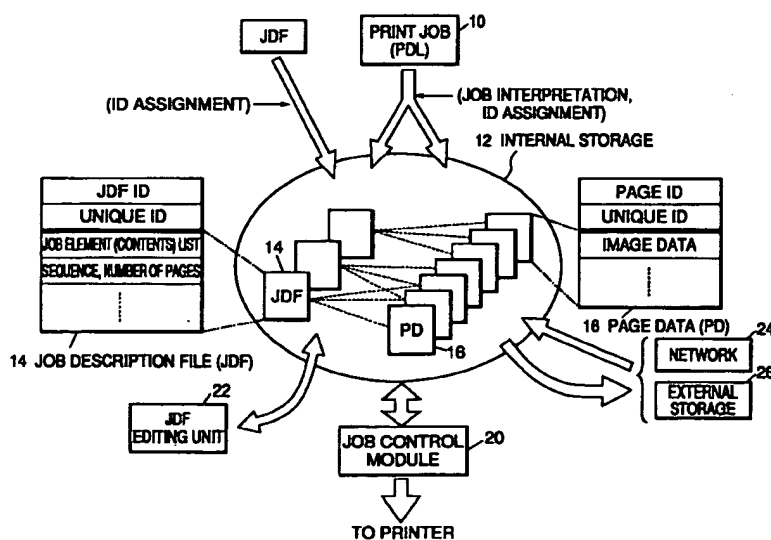 JDF
PRINT JOB
(PDL)
10
(ID ASSIGNMENT)
(JOB INTERPRETATION,
ID ASSIGNMENT)
12 INTERNAL STORAGE
JDF ID
UNIQUE ID
JOB ELEMENT (CONTENTS) LIST
SEQUENCE, NUMBER OF PAGES
14 JOB DESCRIPTION FILE (JDF)
14
JDF
PD
16
PAGE ID
UNIQUE ID
IMAGE DATA
16 PAGE DATA (PD)
24
NETWORK
26
EXTERNAL
STORAGE
22
JDF
EDITING UNIT
20
JOB CONTROL
MODULE
TO PRINTER